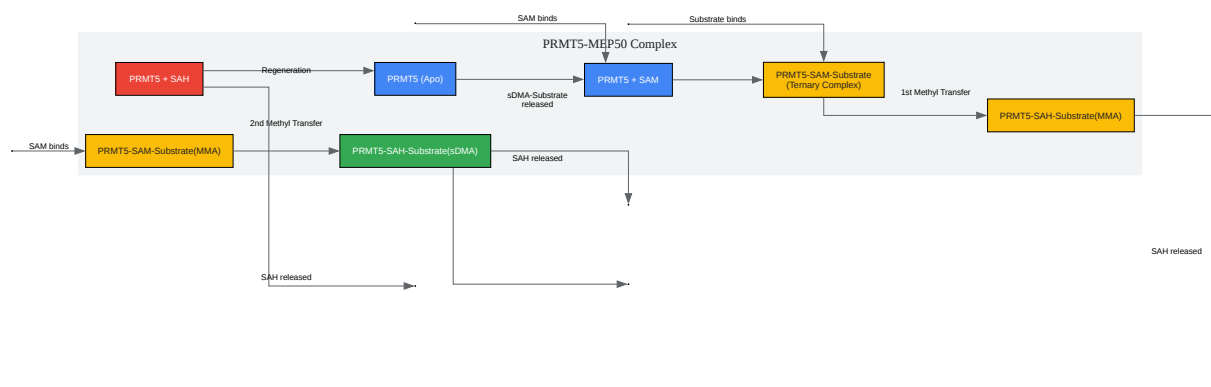 SAM binds
Substrate binds
PRMT5-MEP50 Complex
PRMT5 + SAH
Regeneration
PRMT5 (Apo)
PRMT5 + SAM
PRMT5-SAM-Substrate
(Ternary Complex)
sDMA-Substrate
released
1st Methyl Transfer
PRMT5-SAH-Substrate(MMA)
2nd Methyl Transfer
SAM binds
PRMT5-SAM-Substrate(MMA)
PRMT5-SAH-Substrate(sDMA)
SAH released
SAH released
SAH released